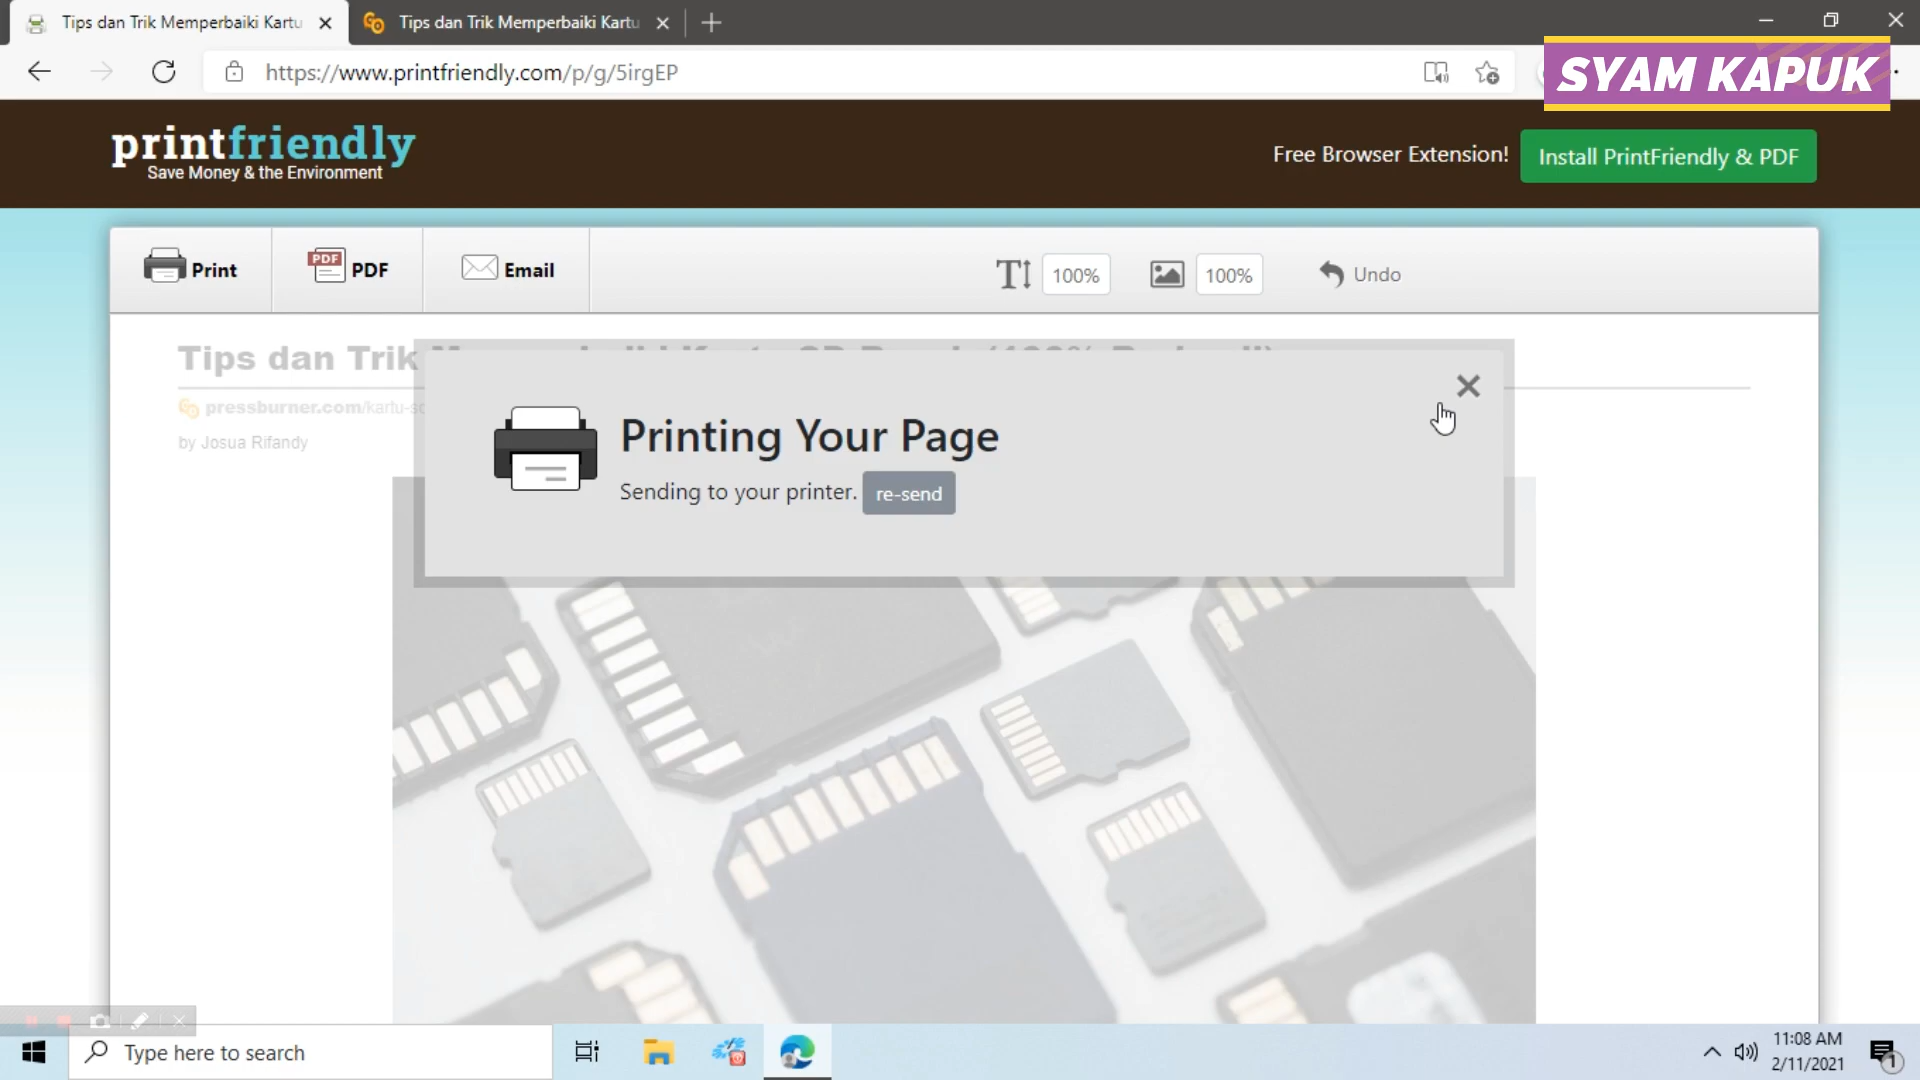 Tips dan Trik Memperbaiki Kartu
Tips dan Trik Memperbaiki Kartu
https://www.printfriendly.com/p/g/5irgEP
SYAM KAPUK
printfriendly
Save Money & the Environment
Free Browser Extension!
Install PrintFriendly & PDF
Print
PDF
PDF
Email
100%
100%
Undo
Tips dan Trik
pressburner.com/kartu-sd
by Josua Rifandy
Printing Your Page
Sending to your printer.
re-send
Type here to search
11:08 AM
2/11/2021
1